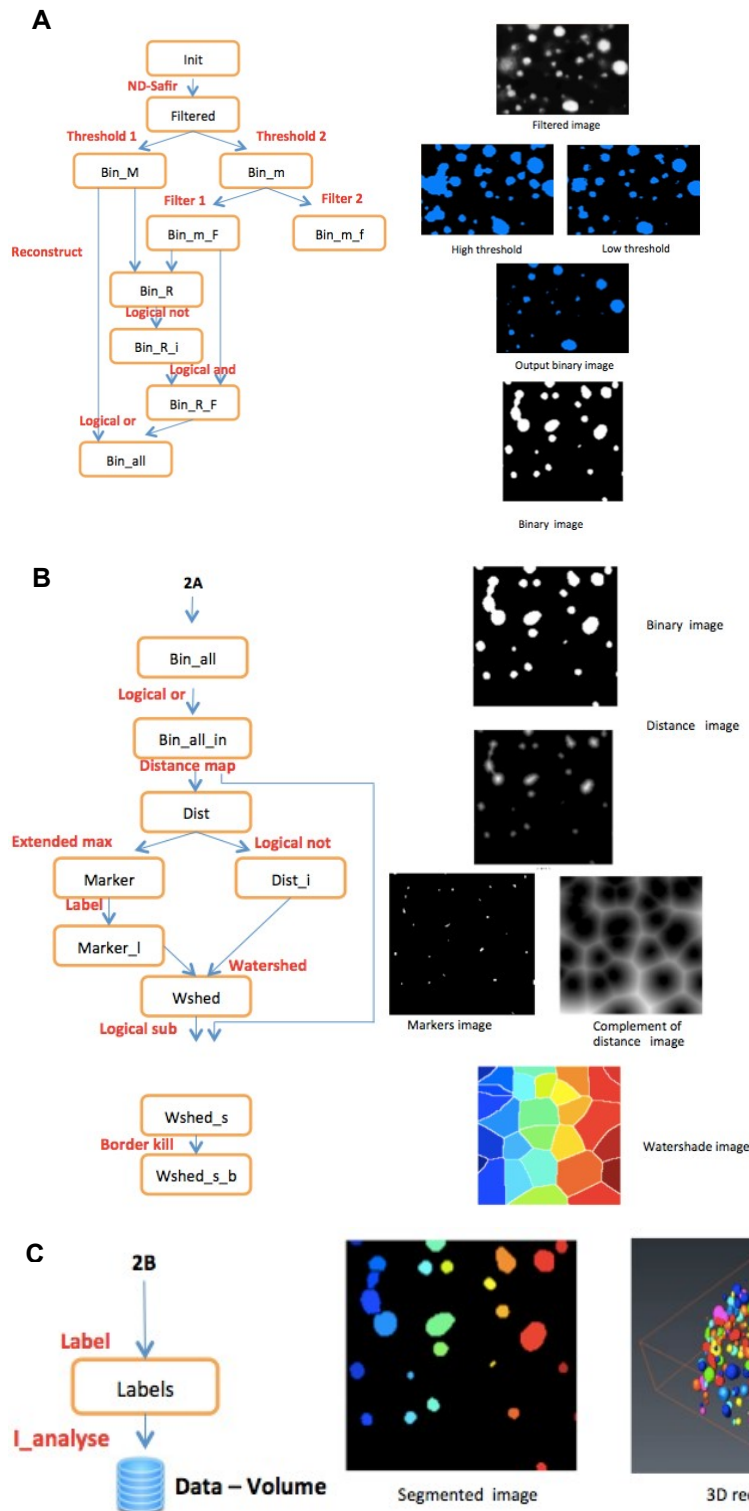 A
Init
ND-Safir
Filtered
Threshold 1
Threshold 2
Bin_M
Bin_m
Filter 1
Filter 2
Bin_m_F
Bin_m_f
Reconstruct
Bin_R
Logical not
Bin_R_i
Logical and
Bin_R_F
Logical or
Bin_all
Filtered image
High threshold
Low threshold
Output binary image
Binary image
B
2A
Bin_all
Logical or
Bin_all_in
Distance map
Dist
Extended max
Logical not
Marker
Dist_i
Label
Marker_l
Watershed
Wshed
Logical sub
Wshed_s
Border kill
Wshed_s_b
Binary image
Distance image
Markers image
Complement of
distance image
Watershade image
C
2B
Label
Labels
I_analyse
Data – Volume
Segmented image
3D re